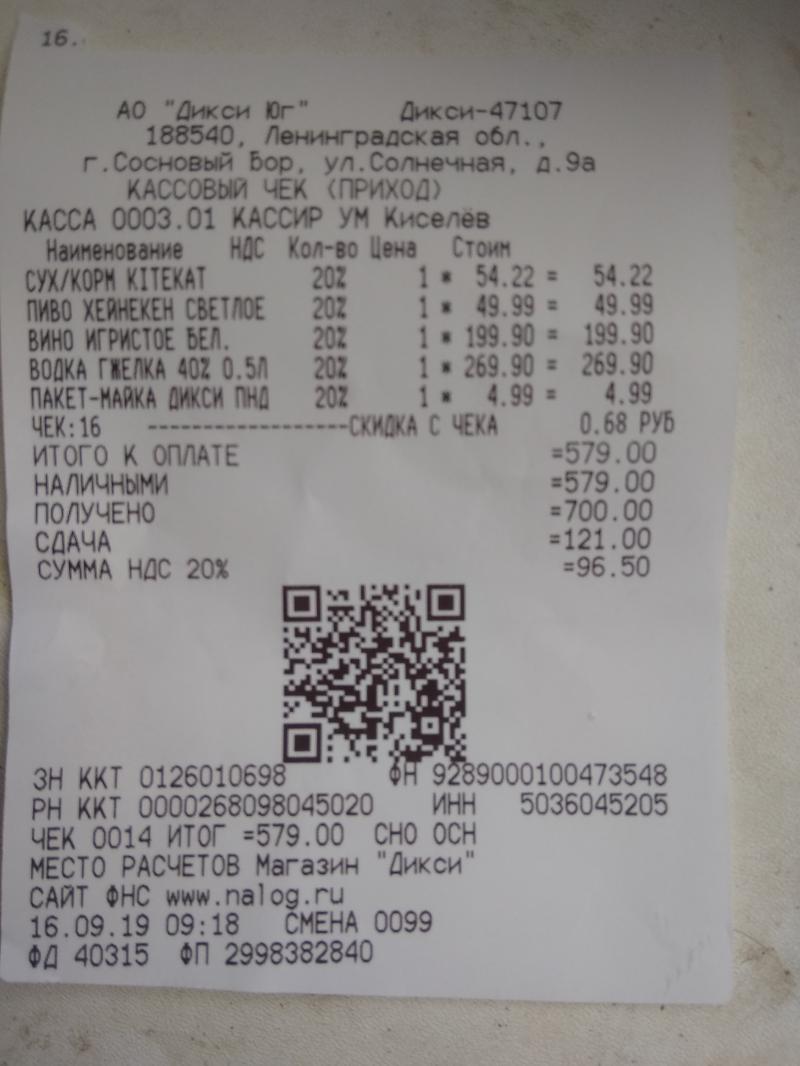 16.
АО "Дикси Юг" Дикси-47107
188540, Ленинградская обл.,
г.Сосновый Бор, ул.Солнечная, д.9а
КАССОВЫЙ ЧЕК (ПРИХОД)
КАССА 0003.01 КАССИР УМ Киселёв
Наименование НДС Кол-во Цена Стоим
СУХ/КОРМ KITEKAT 20% 1 * 54.22 = 54.22
ПИВО ХЕЙНЕКЕН СВЕТЛОЕ 20% 1 * 49.99 = 49.99
ВИНО ИГРИСТОЕ БЕЛ. 20% 1 * 199.90 = 199.90
ВОДКА ГЖЕЛКА 40% 0.5Л 20% 1 * 269.90 = 269.90
ПАКЕТ-МАЙКА ДИКСИ ПНД 20% 1 * 4.99 = 4.99
ЧЕК:16 ------------------СКИДКА С ЧЕКА 0.68 РУБ
ИТОГО К ОПЛАТЕ =579.00
НАЛИЧНЫМИ =579.00
ПОЛУЧЕНО =700.00
СДАЧА =121.00
СУММА НДС 20% =96.50
ЗН ККТ 0126010698 ФН 9289000100473548
РН ККТ 0000268098045020 ИНН 5036045205
ЧЕК 0014 ИТОГ =579.00 СНО ОСН
МЕСТО РАСЧЕТОВ Магазин "Дикси"
САЙТ ФНС www.nalog.ru
16.09.19 09:18 СМЕНА 0099
ФД 40315 ФП 2998382840